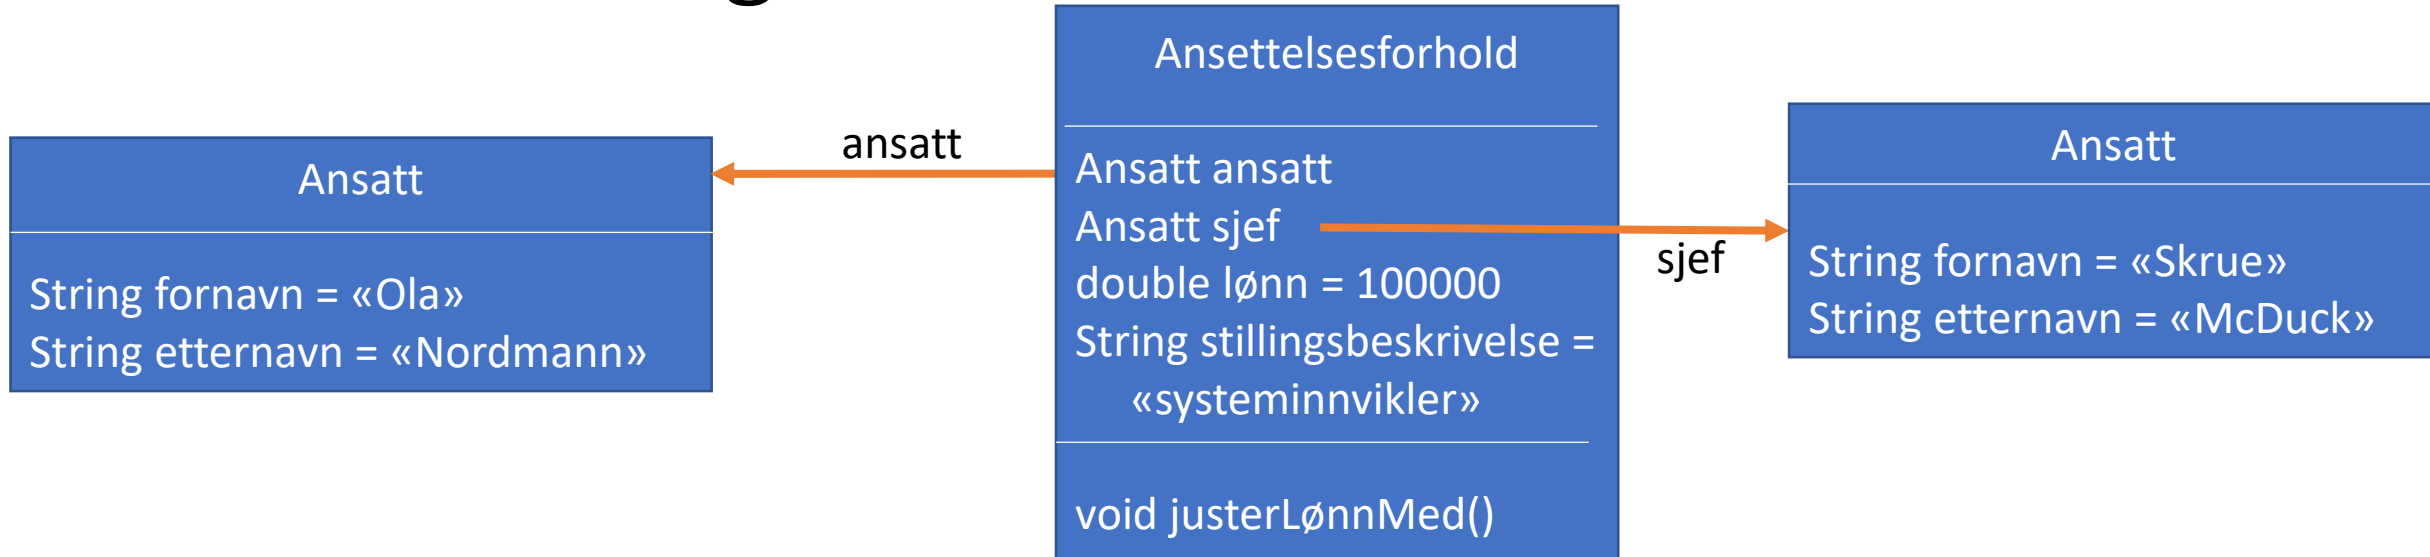 Ansatt
String fornavn = «Ola»
String etternavn = «Nordmann»
ansatt
Ansettelsesforhold
Ansatt ansatt
Ansatt sjef
double lønn = 100000
String stillingsbeskrivelse =
«systeminnvikler»
void justerLønnMed()
sjef
Ansatt
String fornavn = «Skrue»
String etternavn = «McDuck»